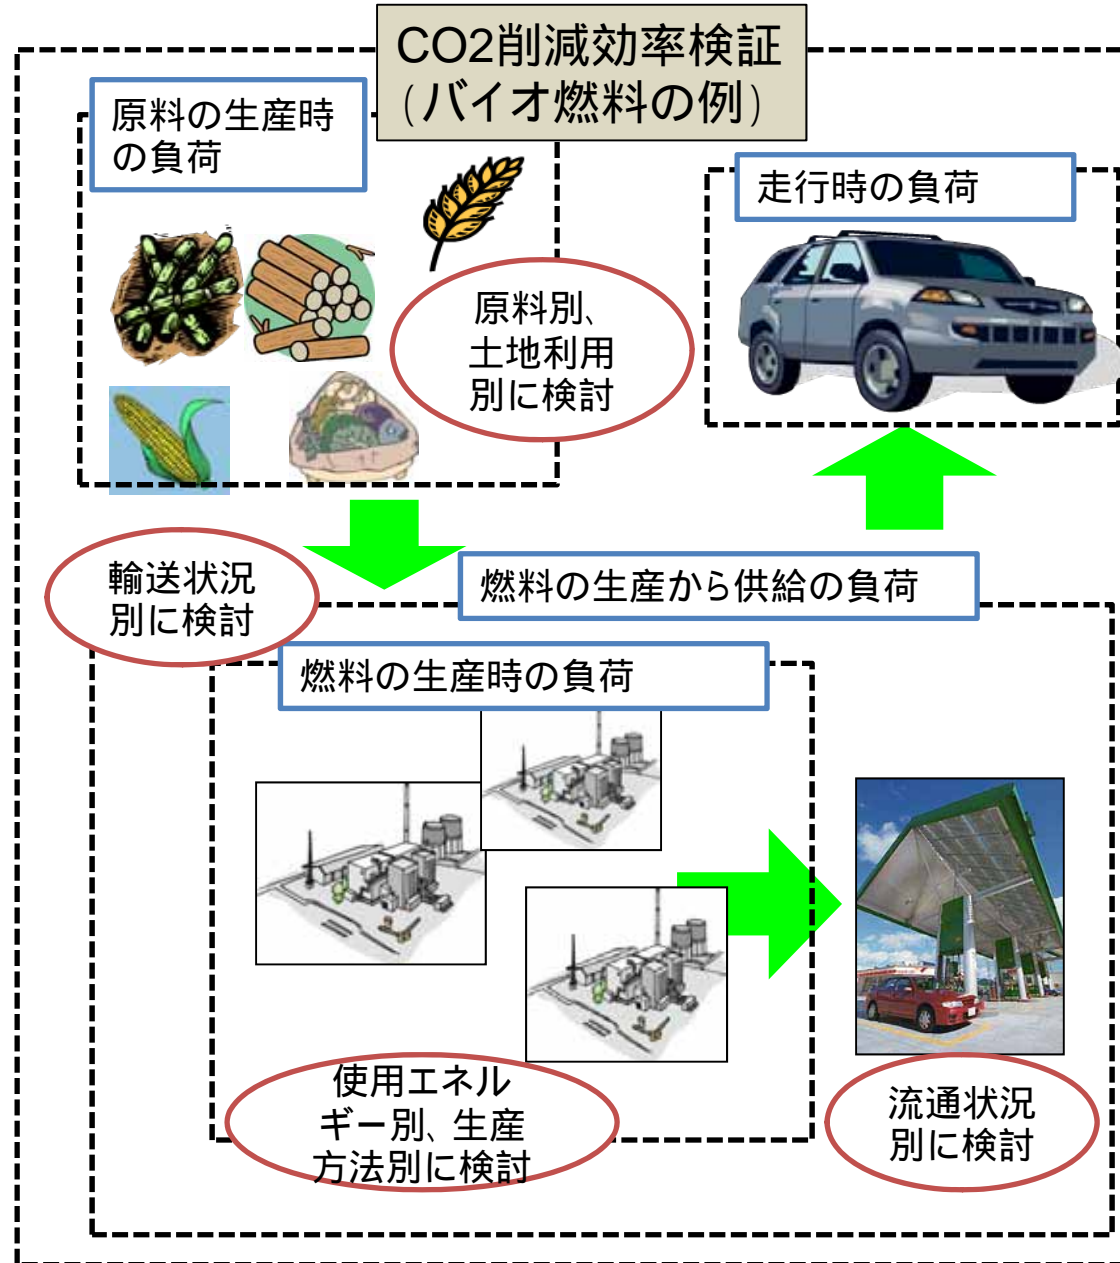 CO2削減効率検証
（バイオ燃料の例）
原料の生産時
の負荷
走行時の負荷
原料別、
土地利用
別に検討
輸送状況
別に検討
燃料の生産から供給の負荷
燃料の生産時の負荷
使用エネル
ギー別、生産
方法別に検討
流通状況
別に検討